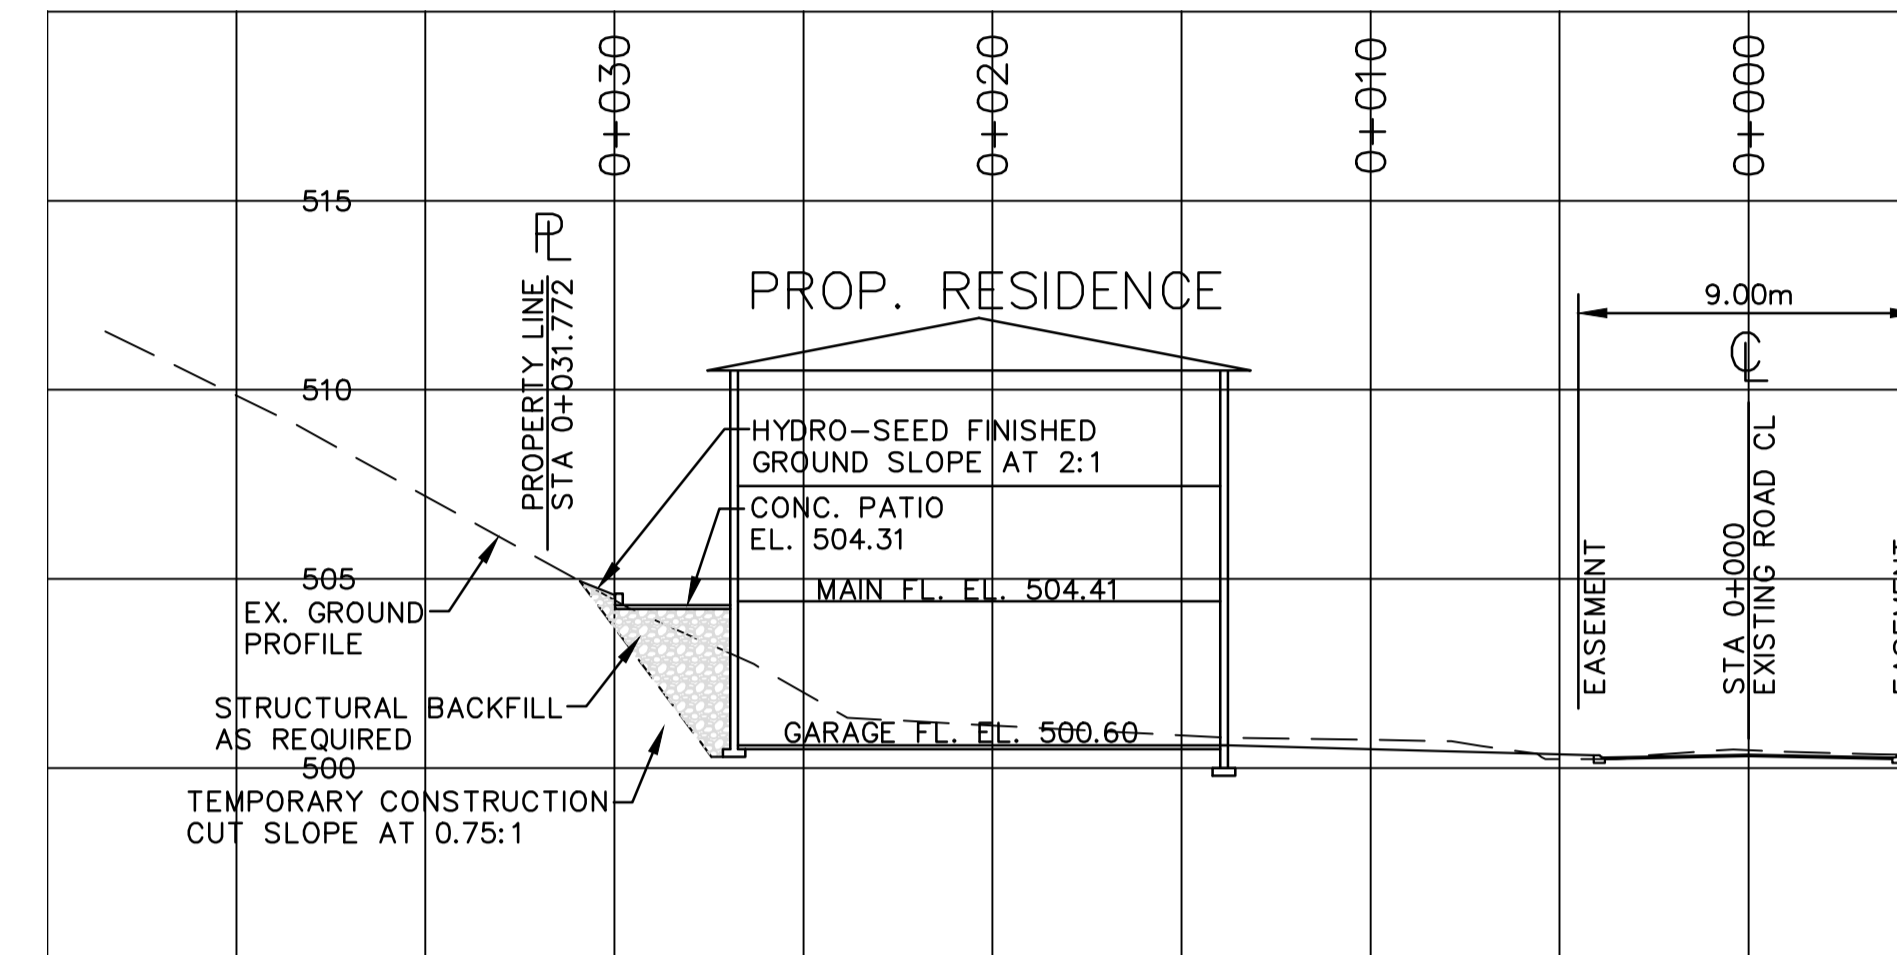 0+030
0+020
0+010
0+000
515
PROPERTY LINE
STA 0+031.772
PROP. RESIDENCE
9.00m
510
HYDRO-SEED FINISHED
GROUND SLOPE AT 2:1
CONC. PATIO
EL. 504.31
505
MAIN FL. EL. 504.41
EX. GROUND
PROFILE
EASEMENT
STA 0+000
EXISTING ROAD CL
STRUCTURAL BACKFILL
AS REQUIRED
GARAGE FL. EL. 500.60
500
TEMPORARY CONSTRUCTION
CUT SLOPE AT 0.75:1